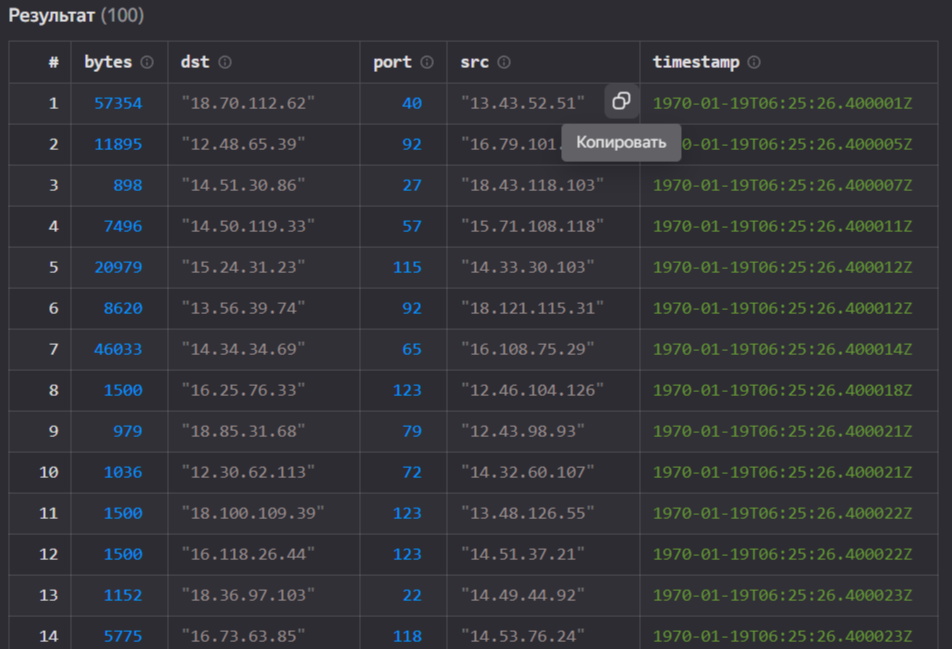 Результат (100)
# bytes dst port src timestamp
1 57354 "18.70.112.62" 40 "13.43.52.51" 1970-01-19T06:25:26.400001Z
2 11895 "12.48.65.39" 92 "16.79.101. Копировать 0-01-19T06:25:26.400005Z
3 898 "14.51.30.86" 27 "18.43.118.103" 1970-01-19T06:25:26.400007Z
4 7496 "14.50.119.33" 57 "15.71.108.118" 1970-01-19T06:25:26.400011Z
5 20979 "15.24.31.23" 115 "14.33.30.103" 1970-01-19T06:25:26.400012Z
6 8620 "13.56.39.74" 92 "18.121.115.31" 1970-01-19T06:25:26.400012Z
7 46033 "14.34.34.69" 65 "16.108.75.29" 1970-01-19T06:25:26.400014Z
8 1500 "16.25.76.33" 123 "12.46.104.126" 1970-01-19T06:25:26.400018Z
9 979 "18.85.31.68" 79 "12.43.98.93" 1970-01-19T06:25:26.400021Z
10 1036 "12.30.62.113" 72 "14.32.60.107" 1970-01-19T06:25:26.400021Z
11 1500 "18.100.109.39" 123 "13.48.126.55" 1970-01-19T06:25:26.400022Z
12 1500 "16.118.26.44" 123 "14.51.37.21" 1970-01-19T06:25:26.400022Z
13 1152 "18.36.97.103" 22 "14.49.44.92" 1970-01-19T06:25:26.400023Z
14 5775 "16.73.63.85" 118 "14.53.76.24" 1970-01-19T06:25:26.400023Z